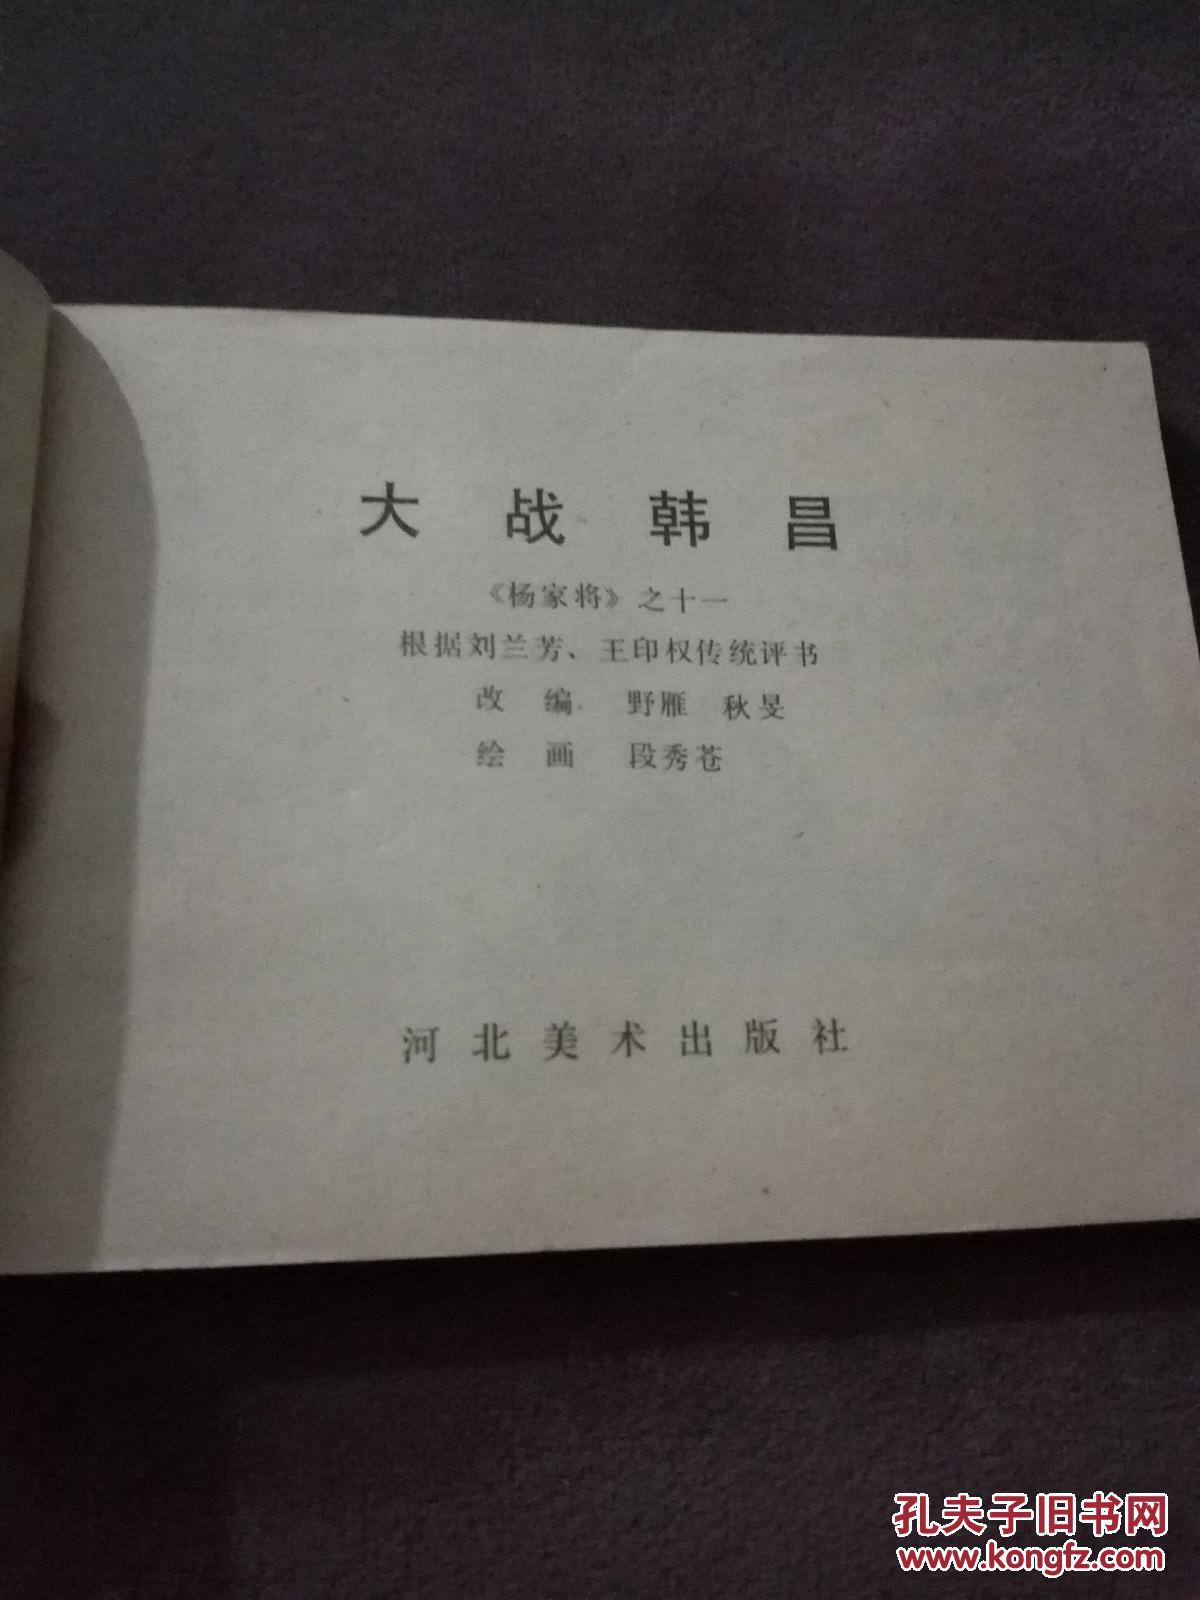 大战韩昌
《杨家将》之十一
根据刘兰芳、王印权传统评书
改编 野雁 秋旻
绘画 段秀苍
河北美术出版社
孔夫子旧书网
www.kongfz.com